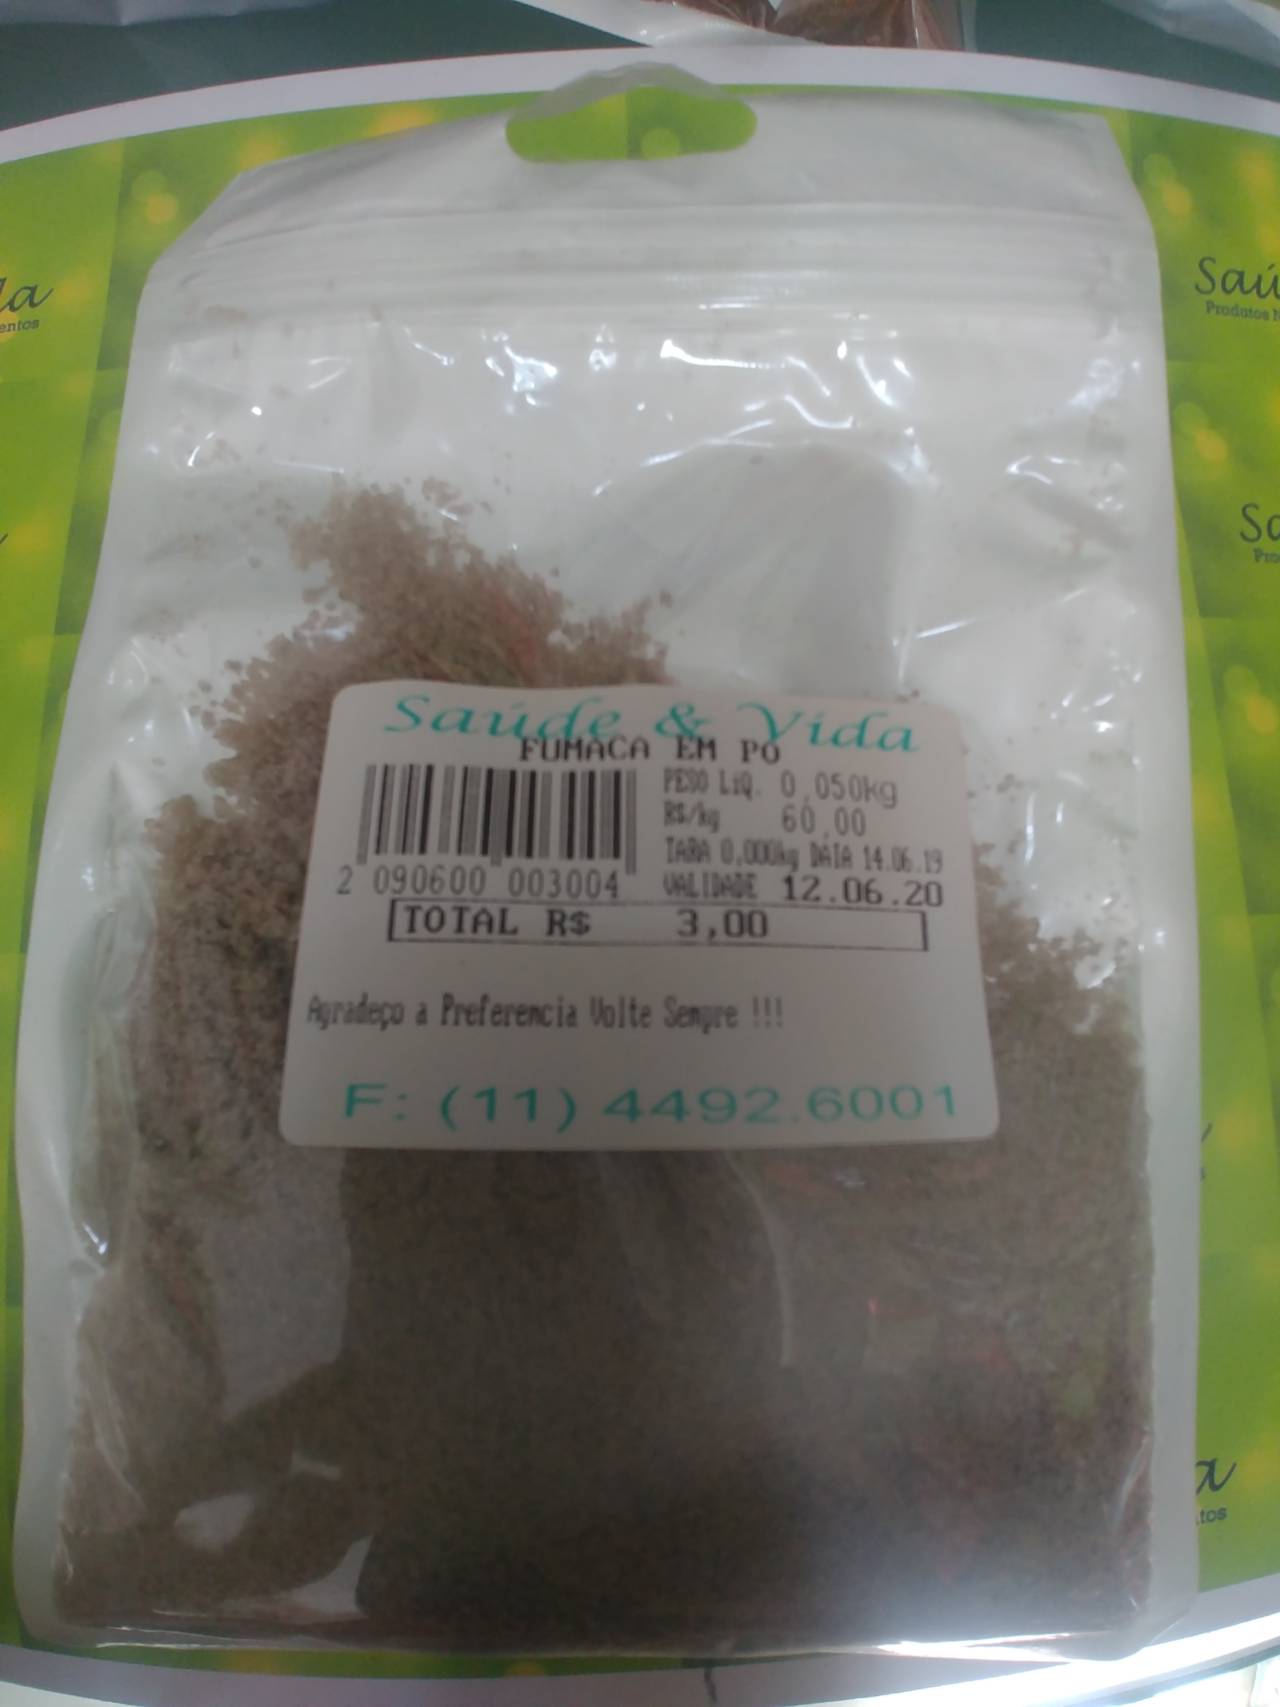 Saúde & Vida
FUMACA EM PO
PESO LIQ. 0,050kg
R$/kg 60,00
TARA 0,000kg DATA 14.06.19
2 090600 003004
VALIDADE 12.06.20
TOTAL R$ 3,00
Agradeço a Preferencia Volte Sempre !!!
F: (11) 4492.6001
Produtos